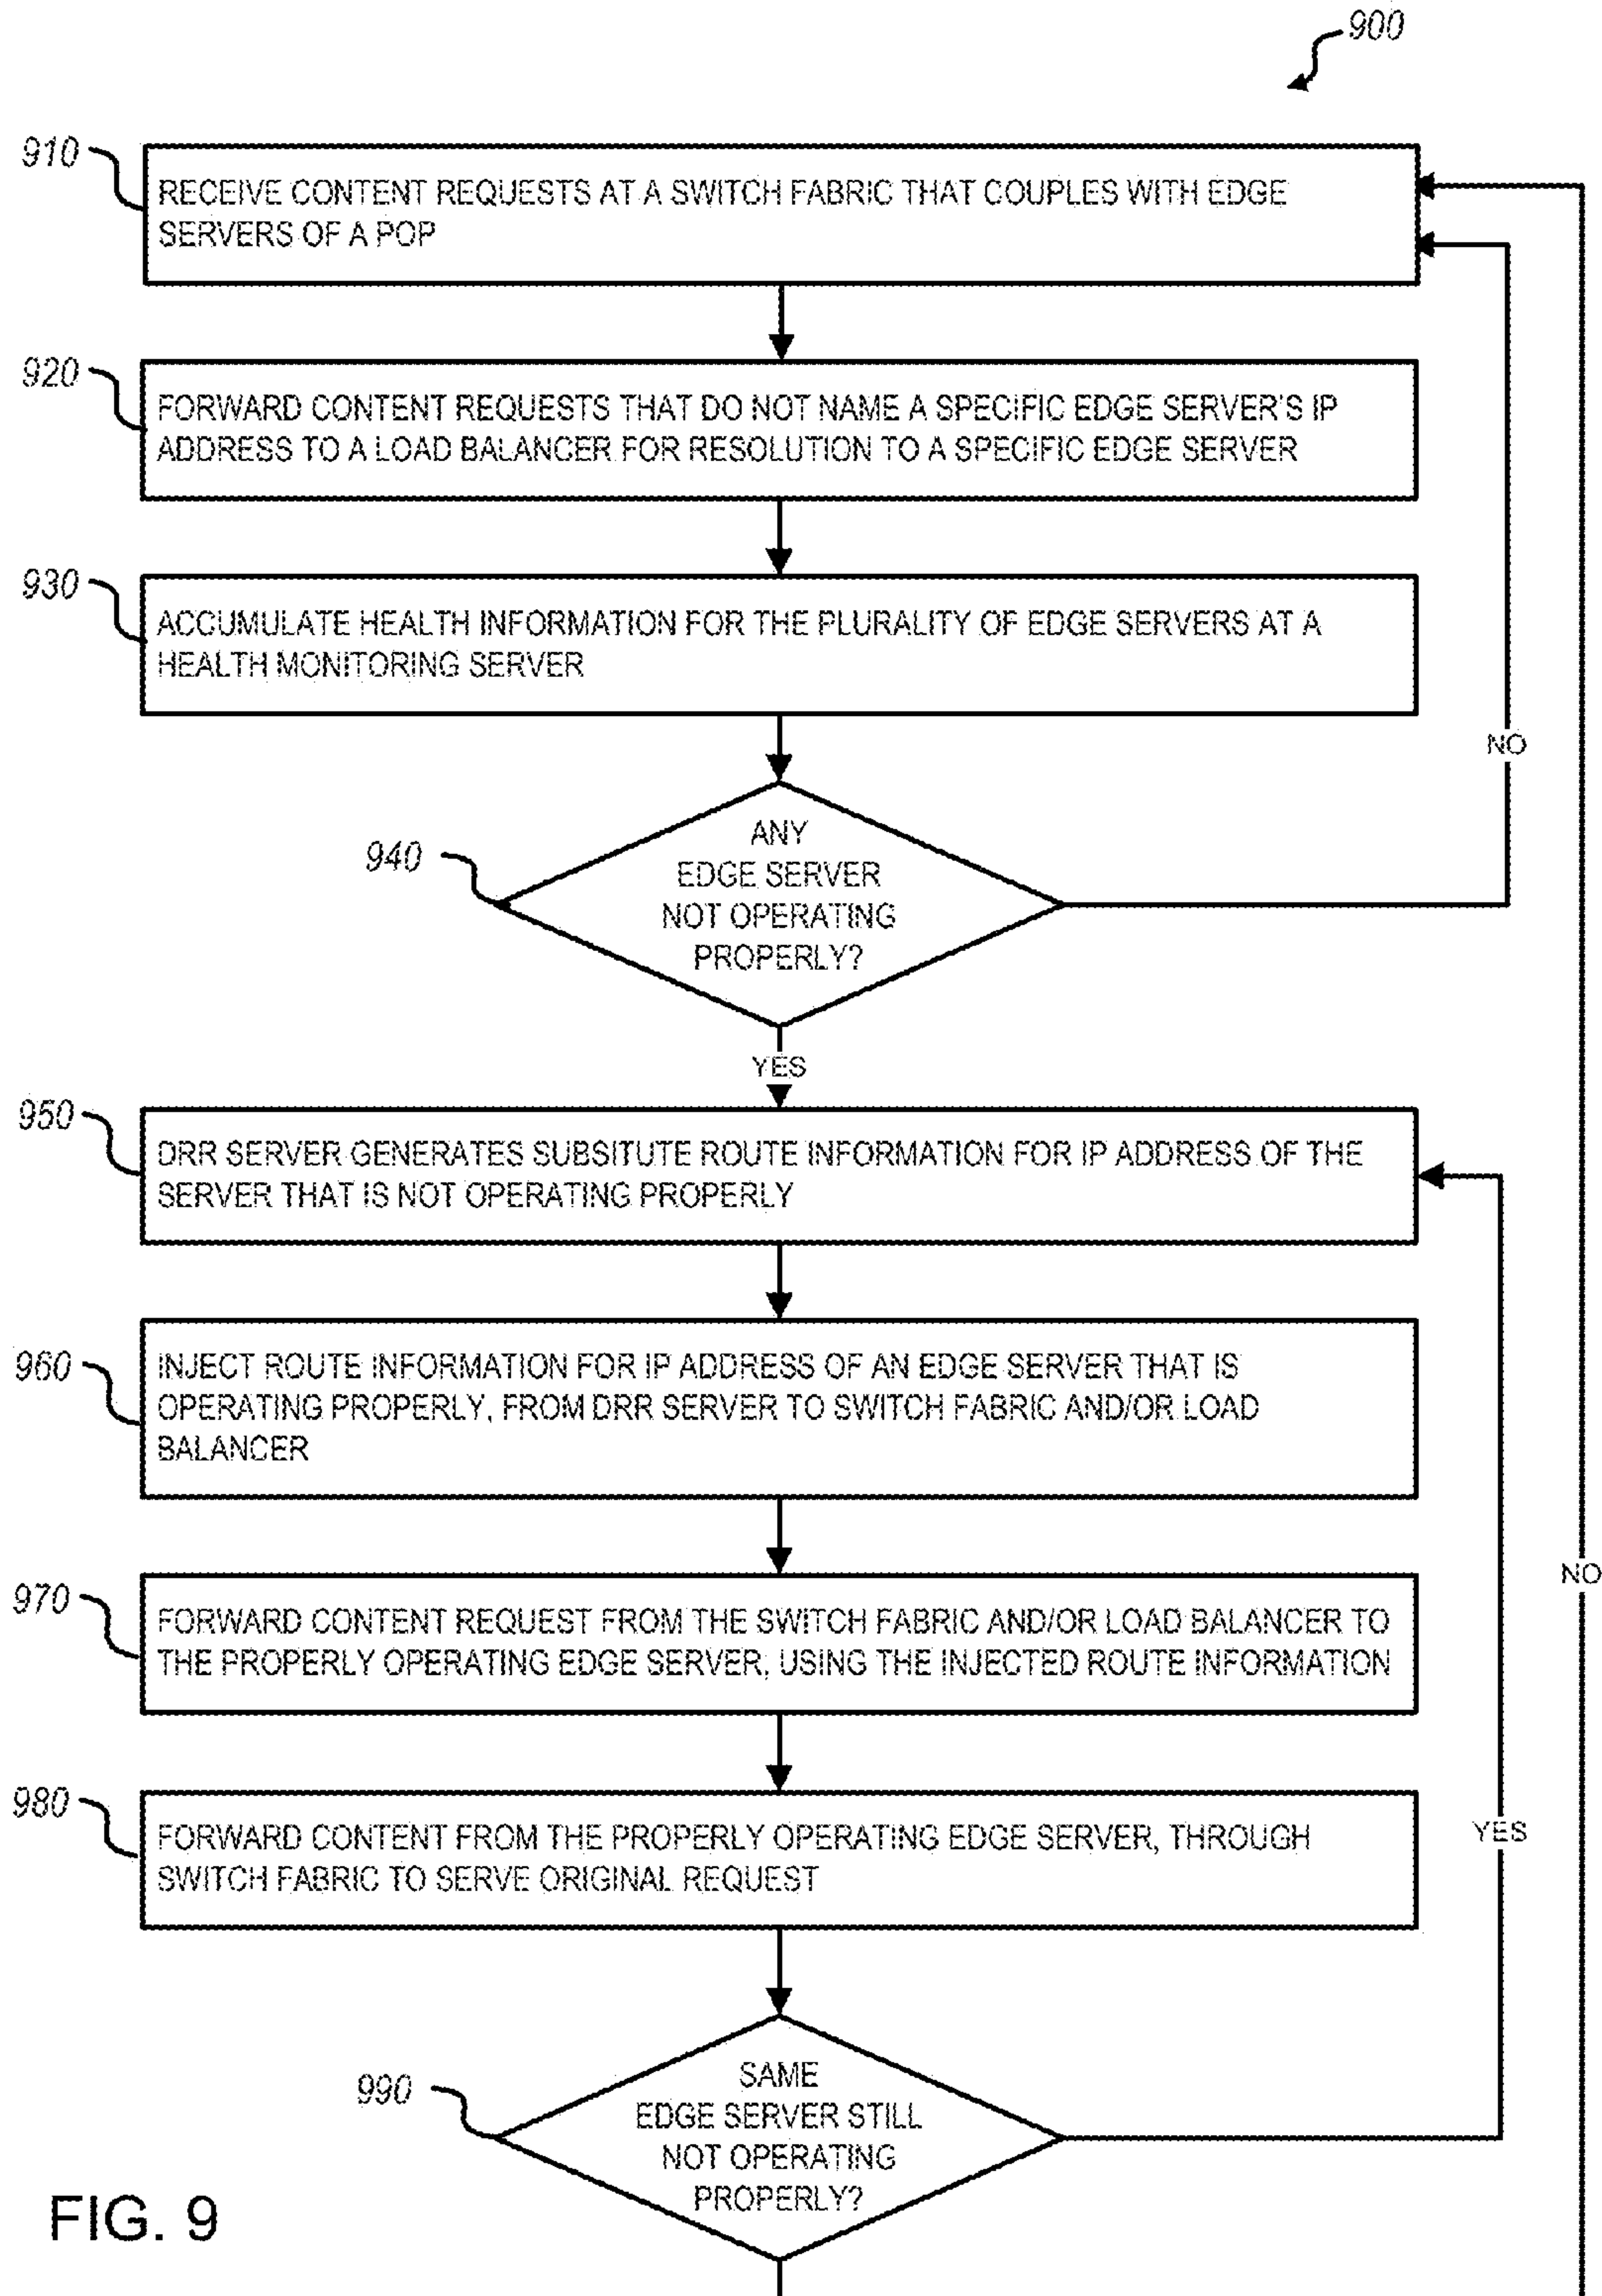 900
910
RECEIVE CONTENT REQUESTS AT A SWITCH FABRIC THAT COUPLES WITH EDGE
SERVERS OF A POP
920
FORWARD CONTENT REQUESTS THAT DO NOT NAME A SPECIFIC EDGE SERVER'S IP
ADDRESS TO A LOAD BALANCER FOR RESOLUTION TO A SPECIFIC EDGE SERVER
930
ACCUMULATE HEALTH INFORMATION FOR THE PLURALITY OF EDGE SERVERS AT A
HEALTH MONITORING SERVER
NO
940
ANY
EDGE SERVER
NOT OPERATING
PROPERLY?
YES
950
DRR SERVER GENERATES SUBSITUTE ROUTE INFORMATION FOR IP ADDRESS OF THE
SERVER THAT IS NOT OPERATING PROPERLY
960
INJECT ROUTE INFORMATION FOR IP ADDRESS OF AN EDGE SERVER THAT IS
OPERATING PROPERLY, FROM DRR SERVER TO SWITCH FABRIC AND/OR LOAD
BALANCER
NO
970
FORWARD CONTENT REQUEST FROM THE SWITCH FABRIC AND/OR LOAD BALANCER TO
THE PROPERLY OPERATING EDGE SERVER, USING THE INJECTED ROUTE INFORMATION
980
FORWARD CONTENT FROM THE PROPERLY OPERATING EDGE SERVER, THROUGH
SWITCH FABRIC TO SERVE ORIGINAL REQUEST
YES
990
SAME
EDGE SERVER STILL
NOT OPERATING
PROPERLY?
FIG. 9